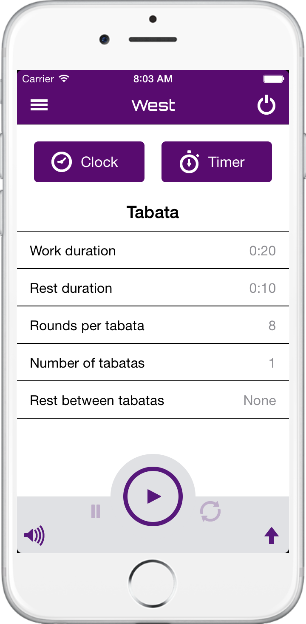 Carrier 8:03 AM
West
Clock Timer
Tabata
Work duration 0:20
Rest duration 0:10
Rounds per tabata 8
Number of tabatas 1
Rest between tabatas None